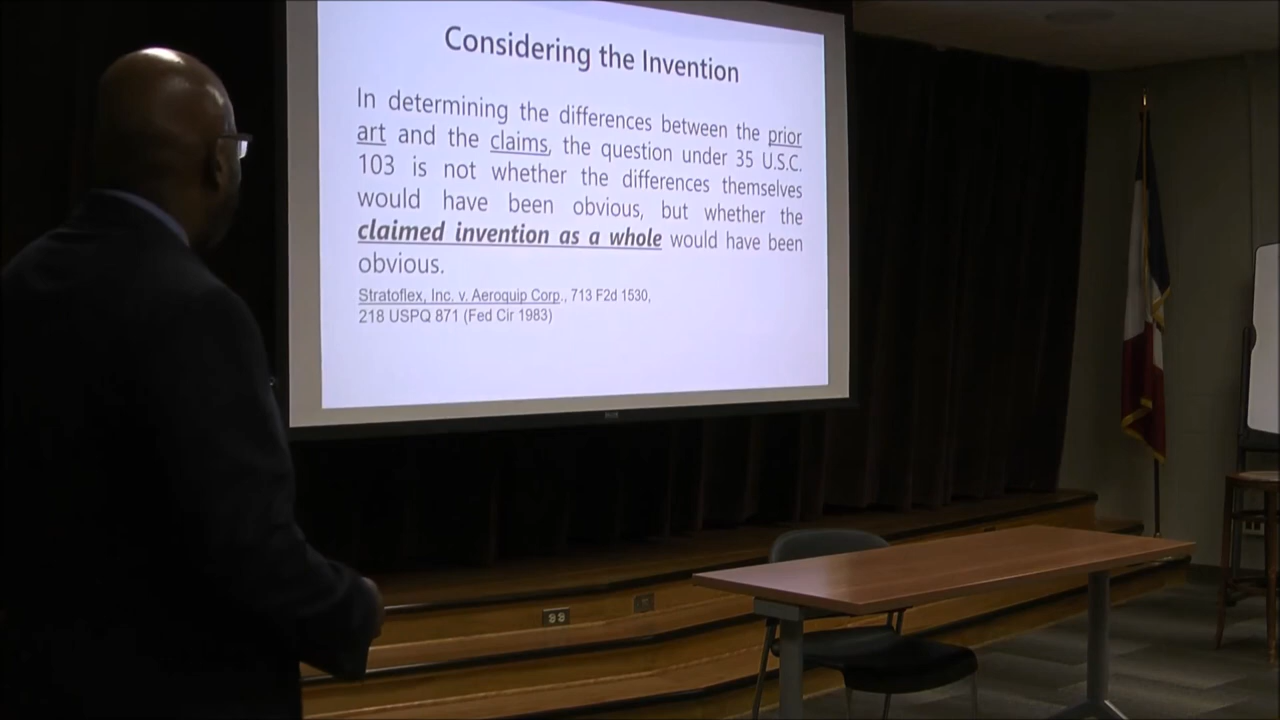 Considering the Invention
In determining the differences between the prior
art and the claims, the question under 35 U.S.C.
103 is not whether the differences themselves
would have been obvious, but whether the
claimed invention as a whole would have been
obvious.
Stratoflex, Inc. v. Aeroquip Corp., 713 F2d 1530,
218 USPQ 871 (Fed Cir 1983)